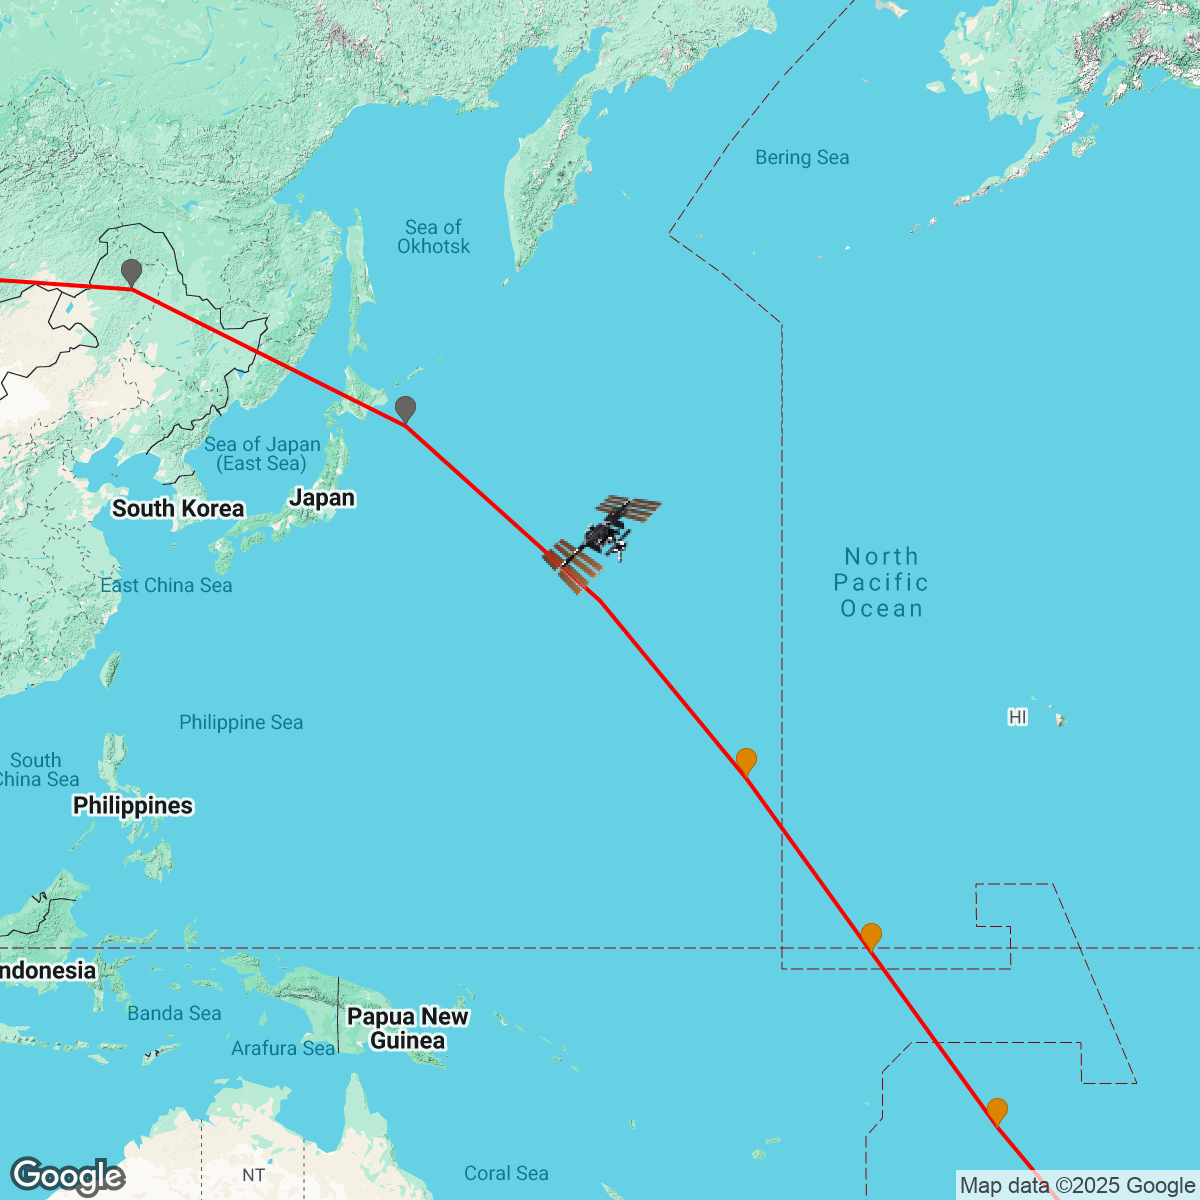 Bering Sea
Sea of
Okhotsk
Sea of Japan
(East Sea)
Japan
South Korea
East China Sea
North
Pacific
Ocean
HI
Philippine Sea
South
China Sea
Philippines
ndonesia
Banda Sea
Papua New
Guinea
Arafura Sea
NT
Coral Sea
Google
Map data ©2025 Google